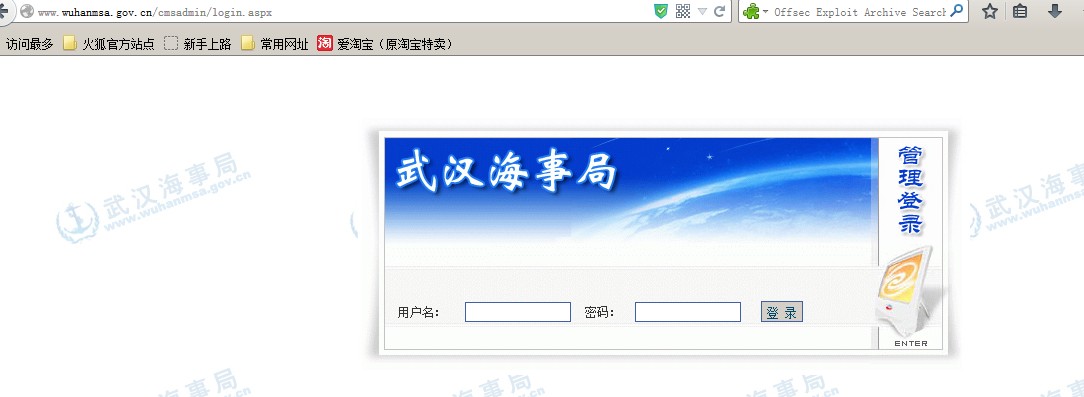 www.wuhanmsa.gov.cn/cmsadmin/login.aspx
Offsec Exploit Archive Search
访问最多 火狐官方站点 新手上路 常用网址 淘 爱淘宝（原淘宝特卖）
武汉海事局
管理登录
武汉海事局
www.wuhanmsa.gov.cn
武汉海事局
www.wuhanmsa.gov.cn
用户名： 密码： 登 录
ENTER
海事局
海事局